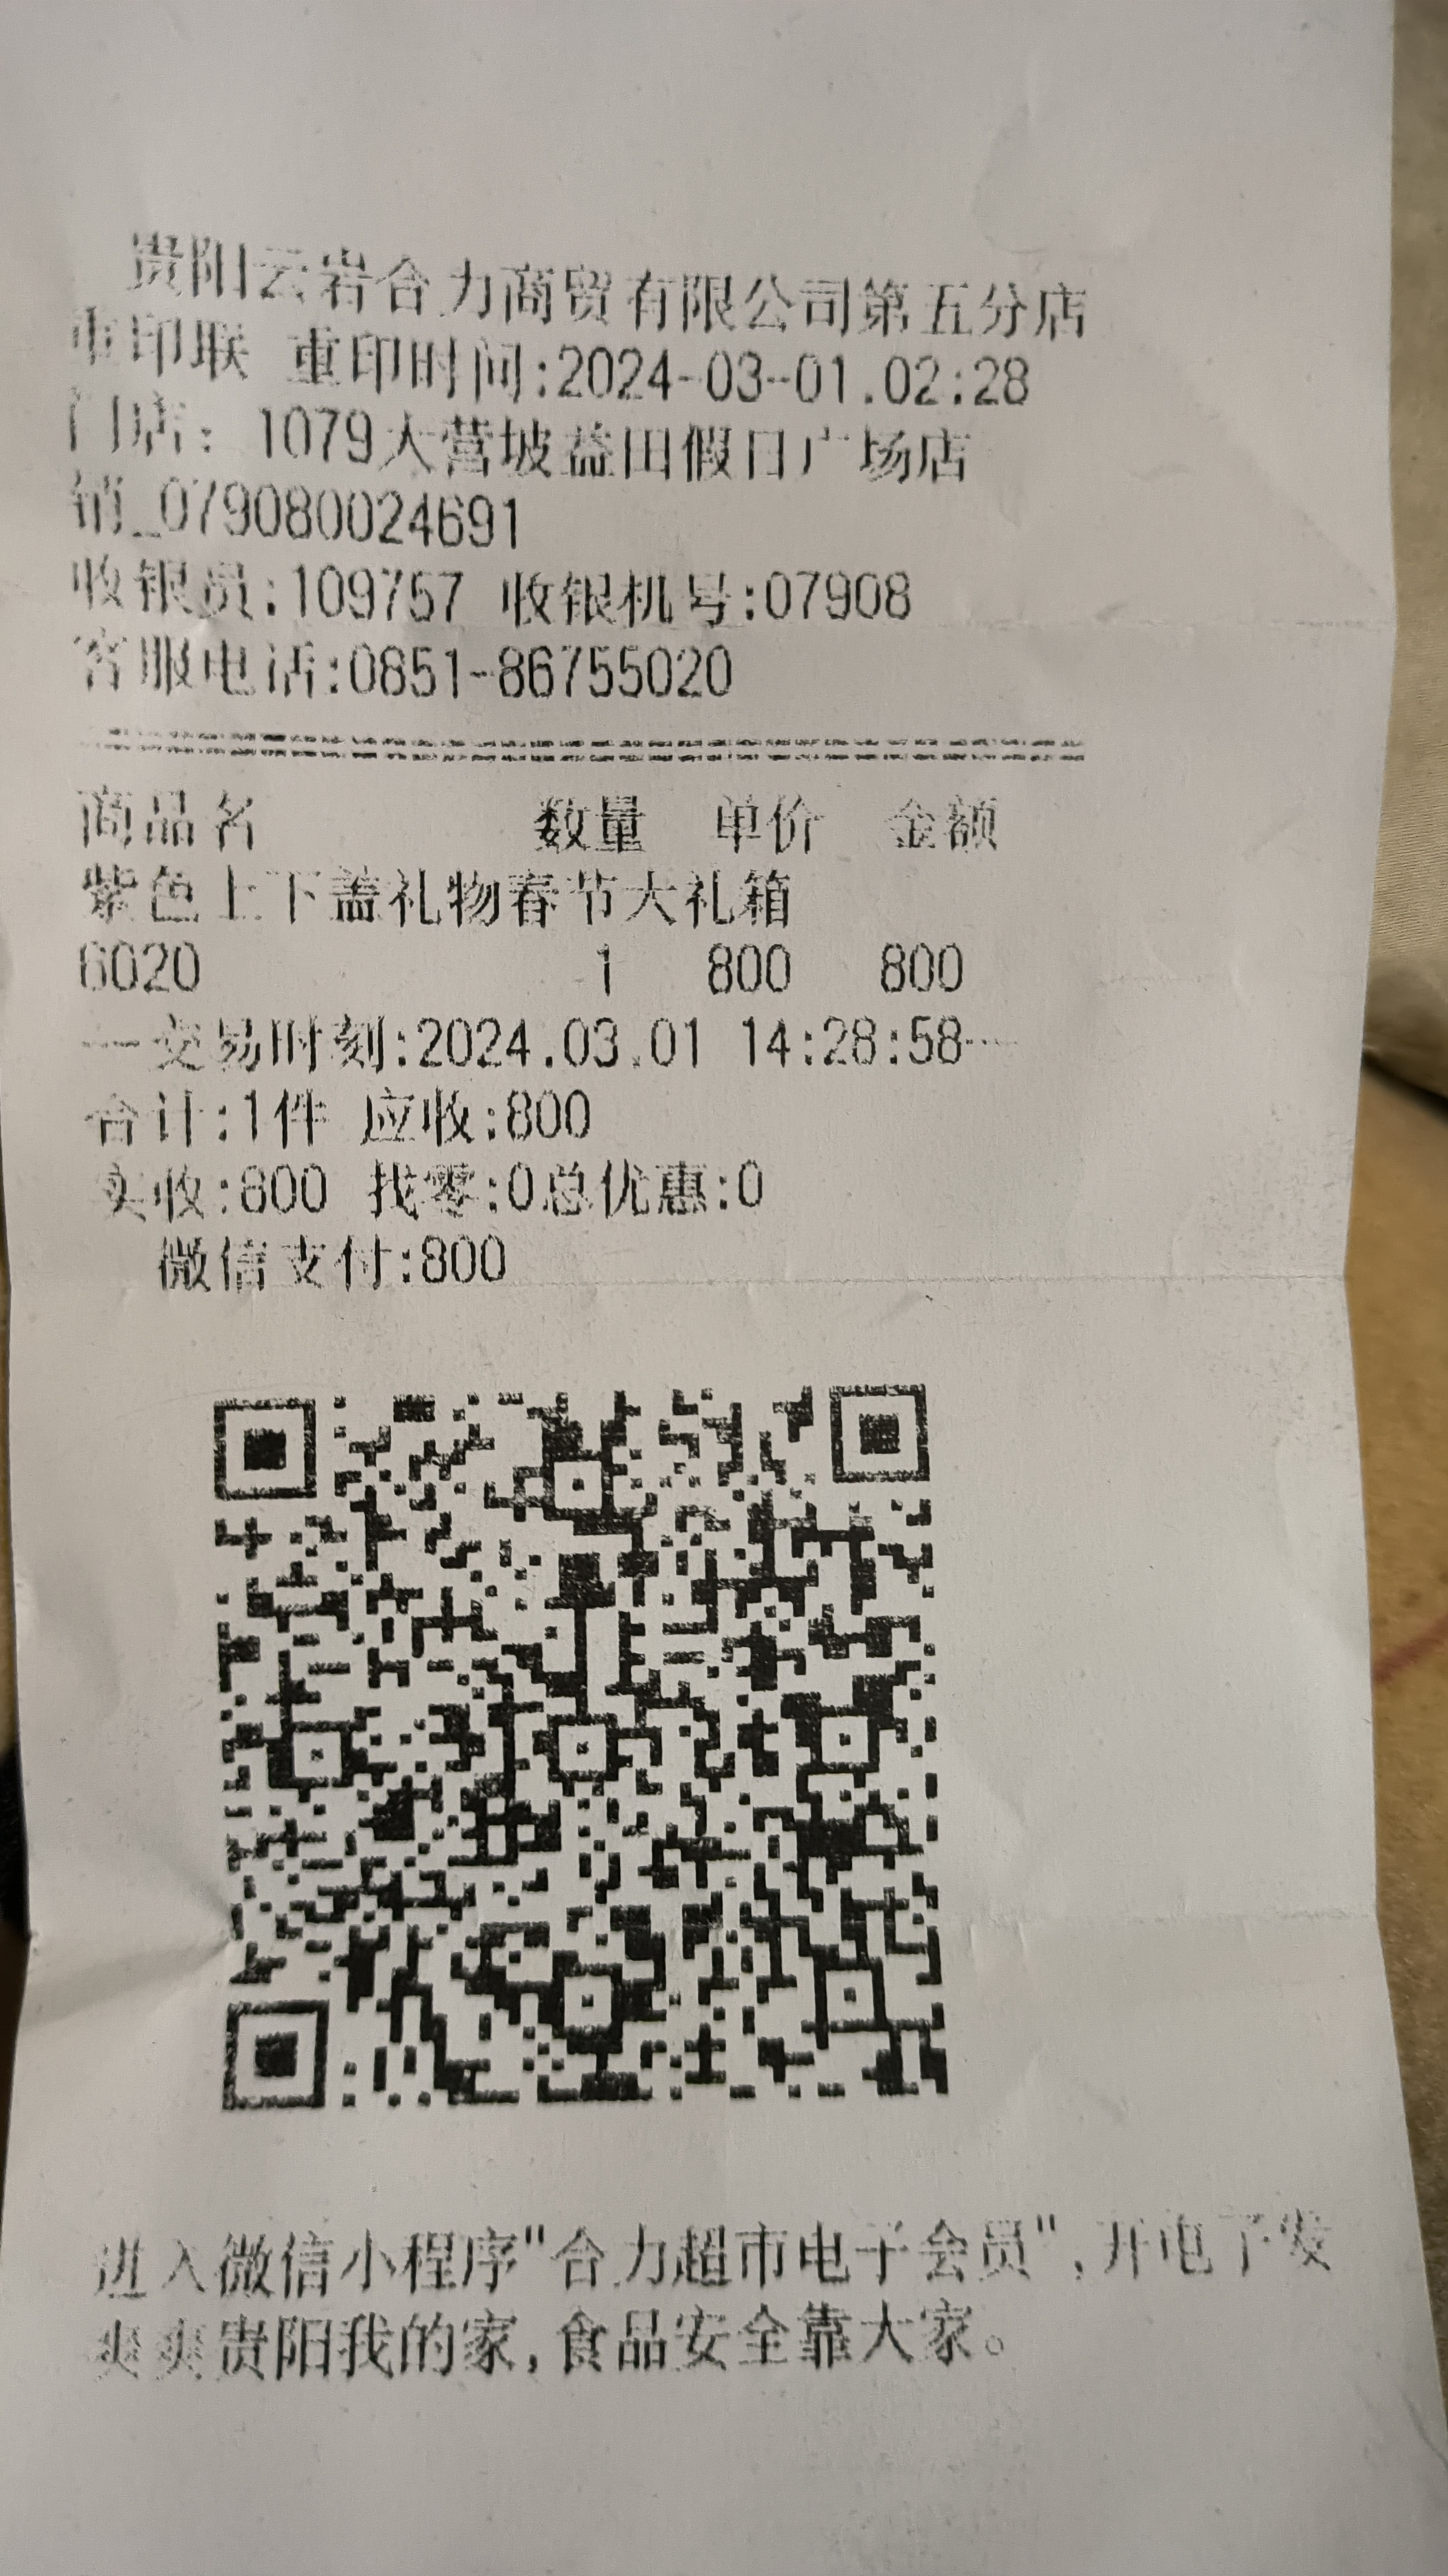 贵阳云岩合力商贸有限公司第五分店
重印联 重印时间:2024-03-01.02:28
门店: 1079大营坡益田假日广场店
销_079080024691
收银员:109757 收银机号:07908
客服电话:0851-86755020
商品名 数量 单价 金额
紫色上下盖礼物春节大礼箱
6020 1 800 800
--交易时刻:2024.03.01 14:28:58--
合计:1件 应收:800
实收:800 找零:0总优惠:0
微信支付:800
进入微信小程序"合力超市电子会员",开电子发
爽爽贵阳我的家,食品安全靠大家。